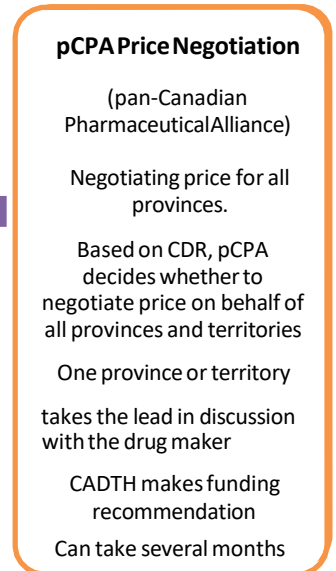 pCPA Price Negotiation
(pan-Canadian
PharmaceuticalAlliance)
Negotiating price for all
provinces.
Based on CDR, pCPA
decides whether to
negotiate price on behalf of
all provinces and territories
One province or territory
takes the lead in discussion
with the drug maker
CADTH makes funding
recommendation
Can take several months